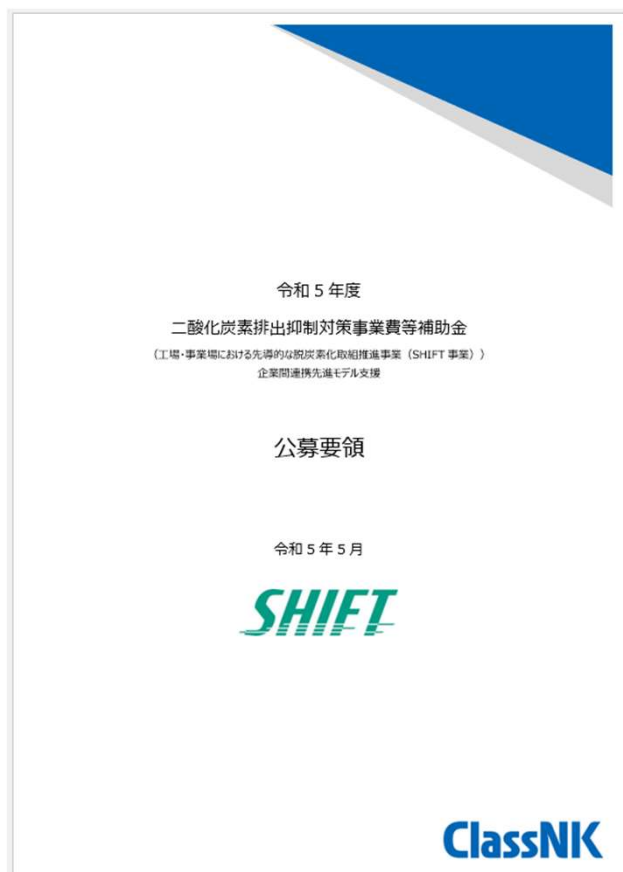 令和 5 年度
二酸化炭素排出抑制対策事業費等補助金
（工場・事業場における先導的な脱炭素化取組推進事業（SHIFT 事業））
企業間連携先進モデル支援
公募要領
令和 5 年 5 月
SHIFT
ClassNK